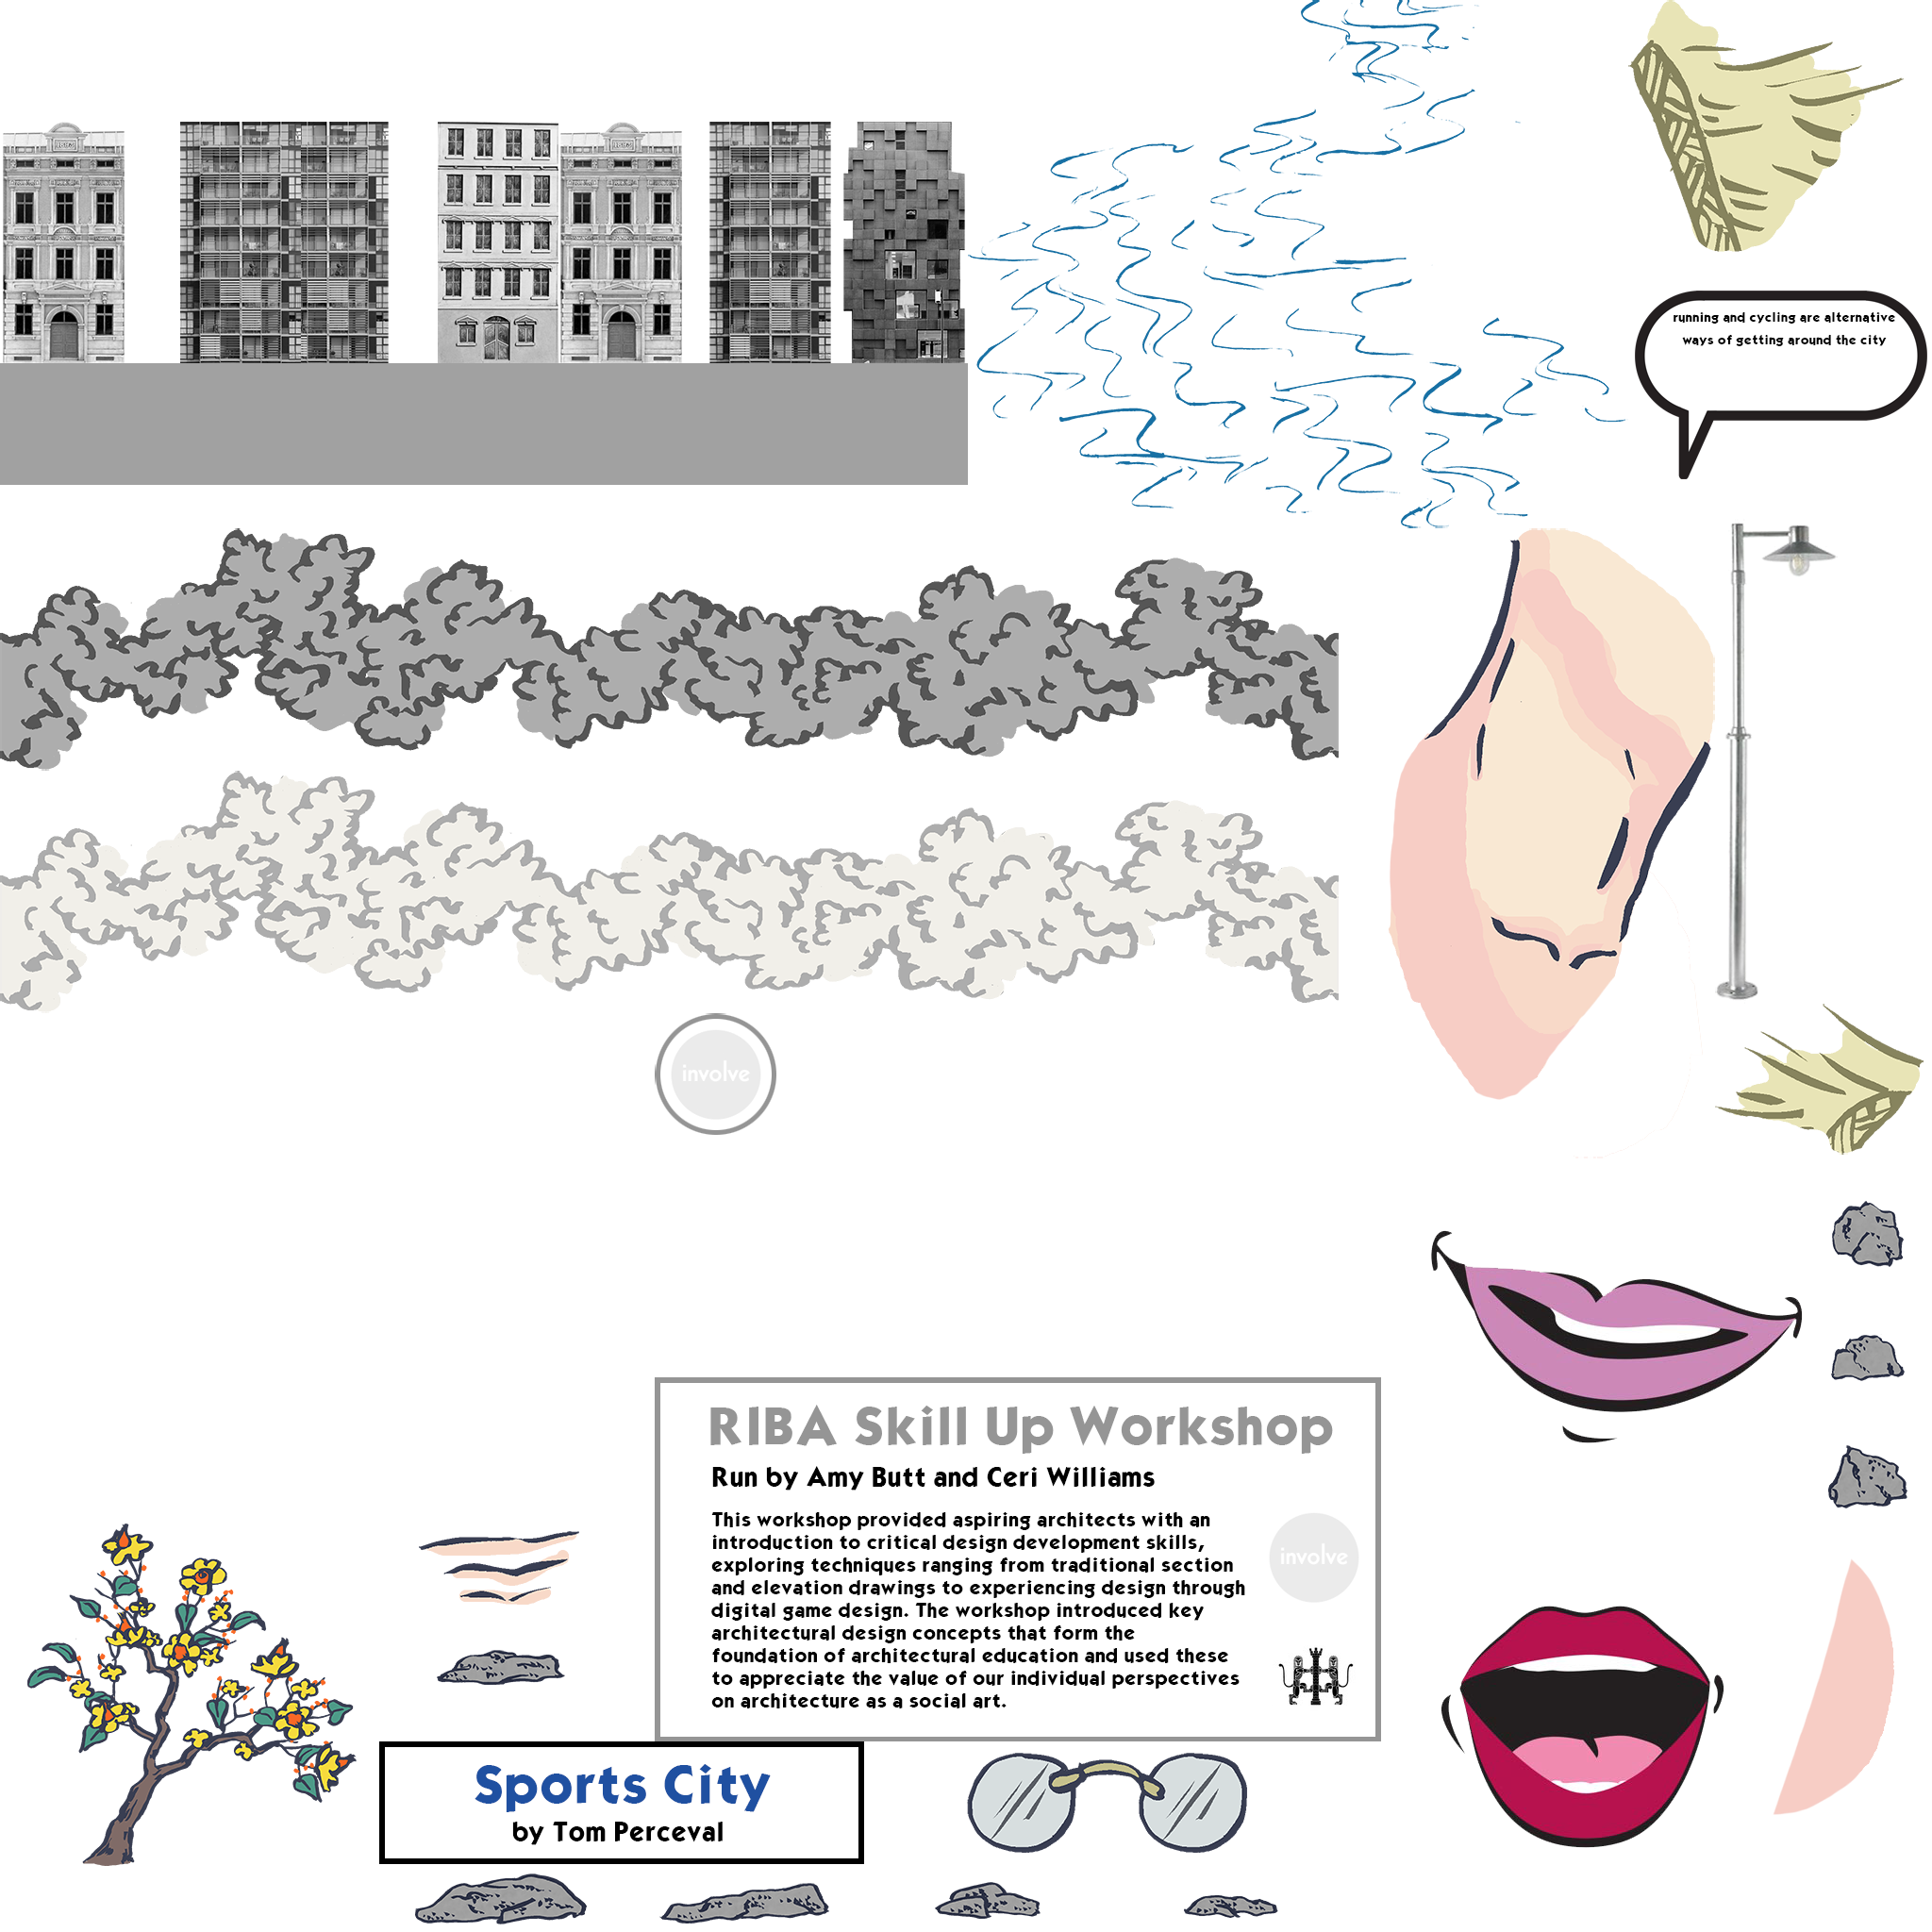 running and cycling are alternative
ways of getting around the city
involve
RIBA Skill Up Workshop
Run by Amy Butt and Ceri Williams
This workshop provided aspiring architects with an
introduction to critical design development skills,
exploring techniques ranging from traditional section
and elevation drawings to experiencing design through
digital game design. The workshop introduced key
architectural design concepts that form the
foundation of architectural education and used these
to appreciate the value of our individual perspectives
on architecture as a social art.
involve
Sports City
by Tom Perceval